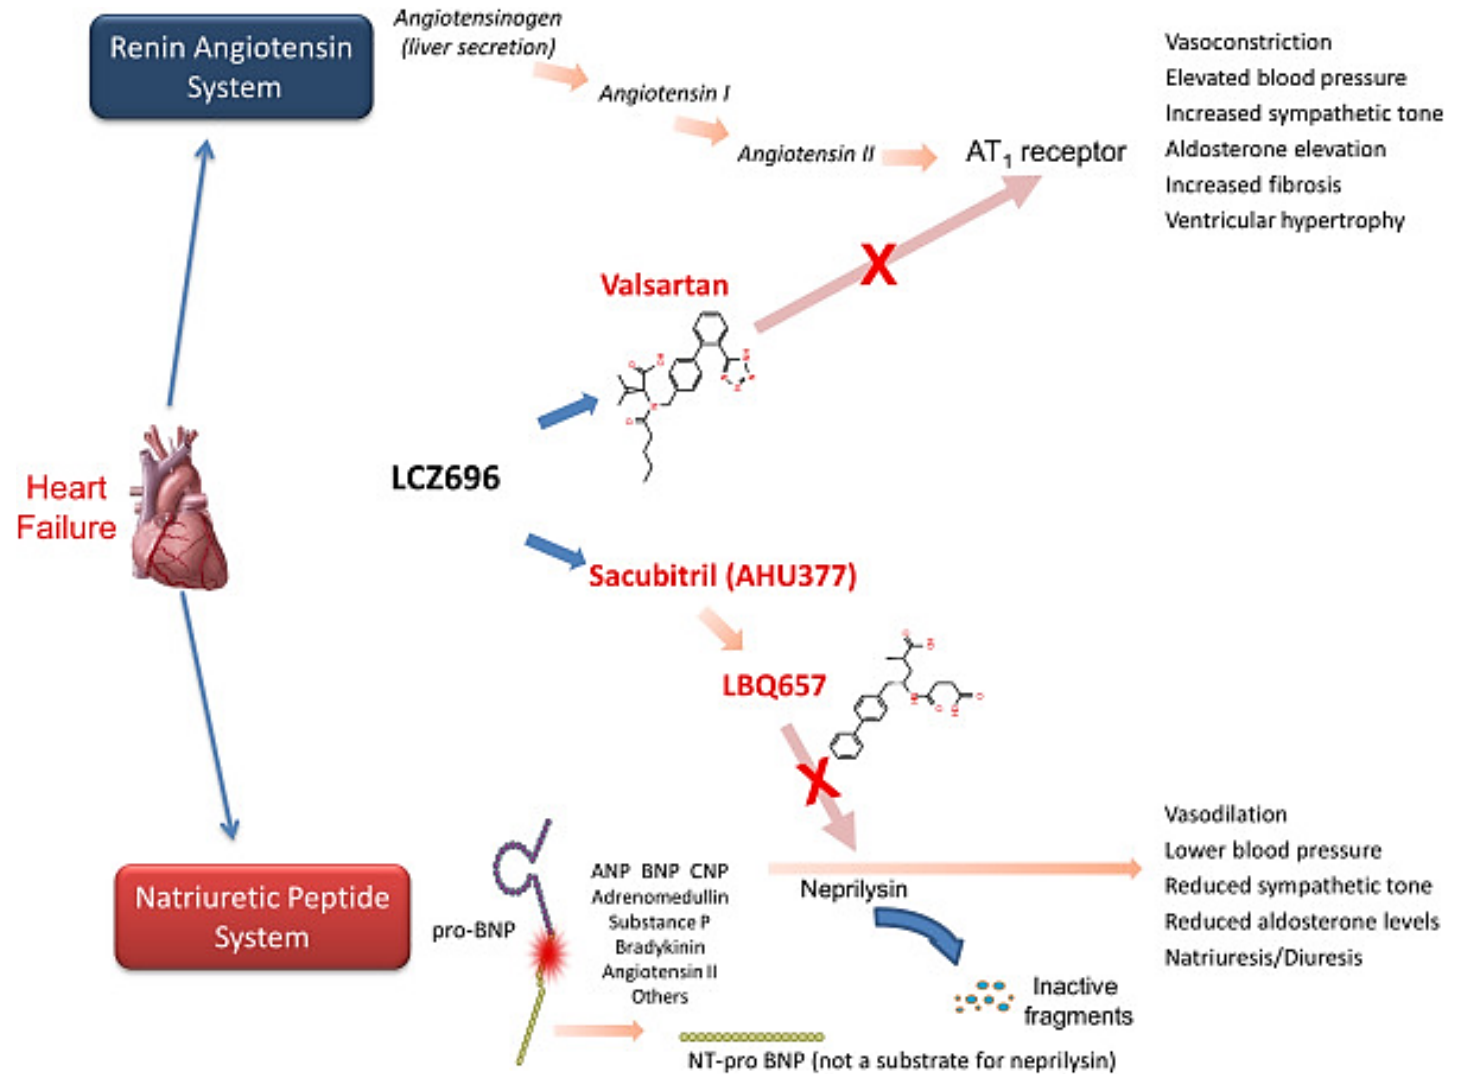 Renin Angiotensin
System
Angiotensinogen
(liver secretion)
Angiotensin I
Angiotensin II
AT1 receptor
Vasoconstriction
Elevated blood pressure
Increased sympathetic tone
Aldosterone elevation
Increased fibrosis
Ventricular hypertrophy
X
Valsartan
LCZ696
Heart
Failure
Sacubitril (AHU377)
LBQ657
X
Natriuretic Peptide
System
pro-BNP
ANP BNP CNP
Adrenomedullin
Substance P
Bradykinin
Angiotensin II
Others
Neprilysin
Inactive
fragments
NT-pro BNP (not a substrate for neprilysin)
Vasodilation
Lower blood pressure
Reduced sympathetic tone
Reduced aldosterone levels
Natriuresis/Diuresis